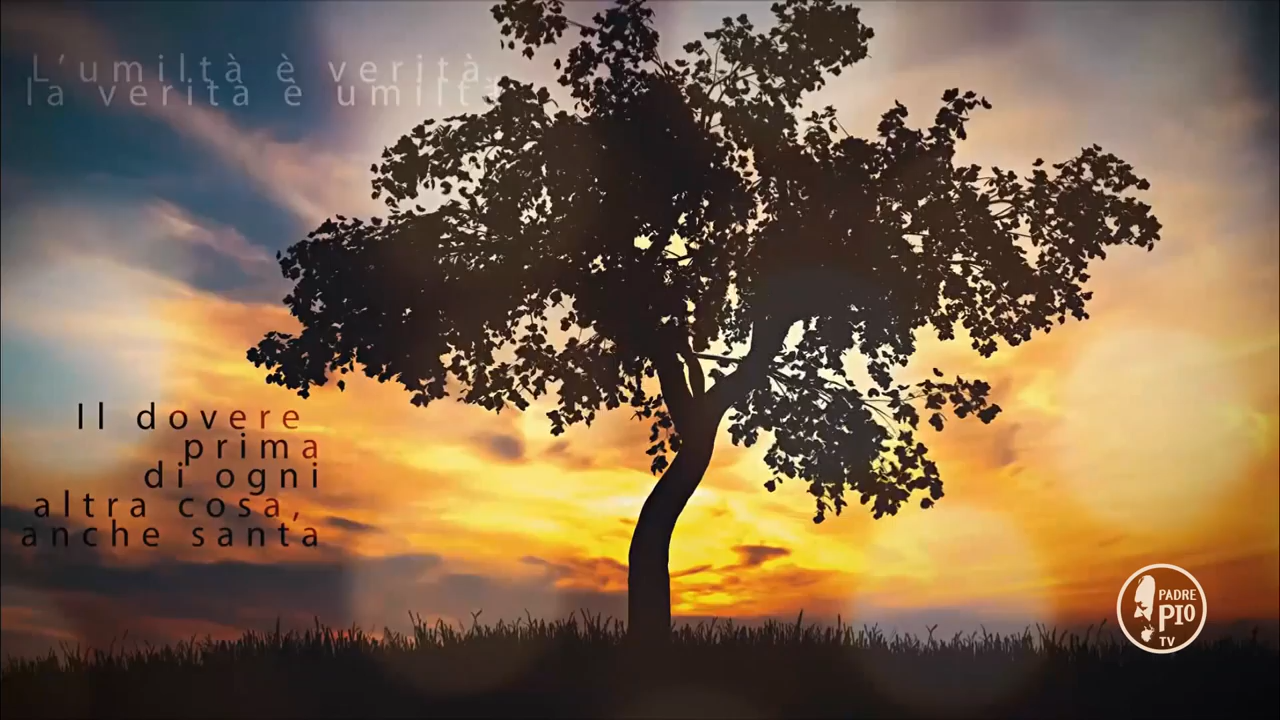 L'umiltà è verità,
la verità è umiltà
Il dovere
prima
di ogni
altra cosa,
anche santa
PADRE
PIO
TV